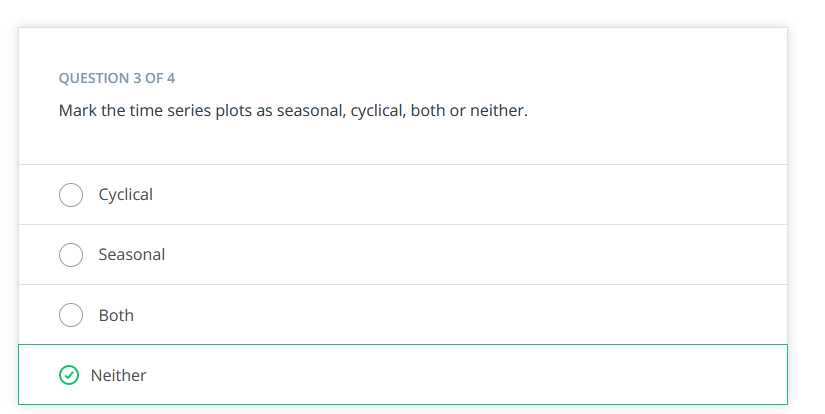 QUESTION 3 OF 4
Mark the time series plots as seasonal, cyclical, both or neither.
Cyclical
Seasonal
Both
Neither